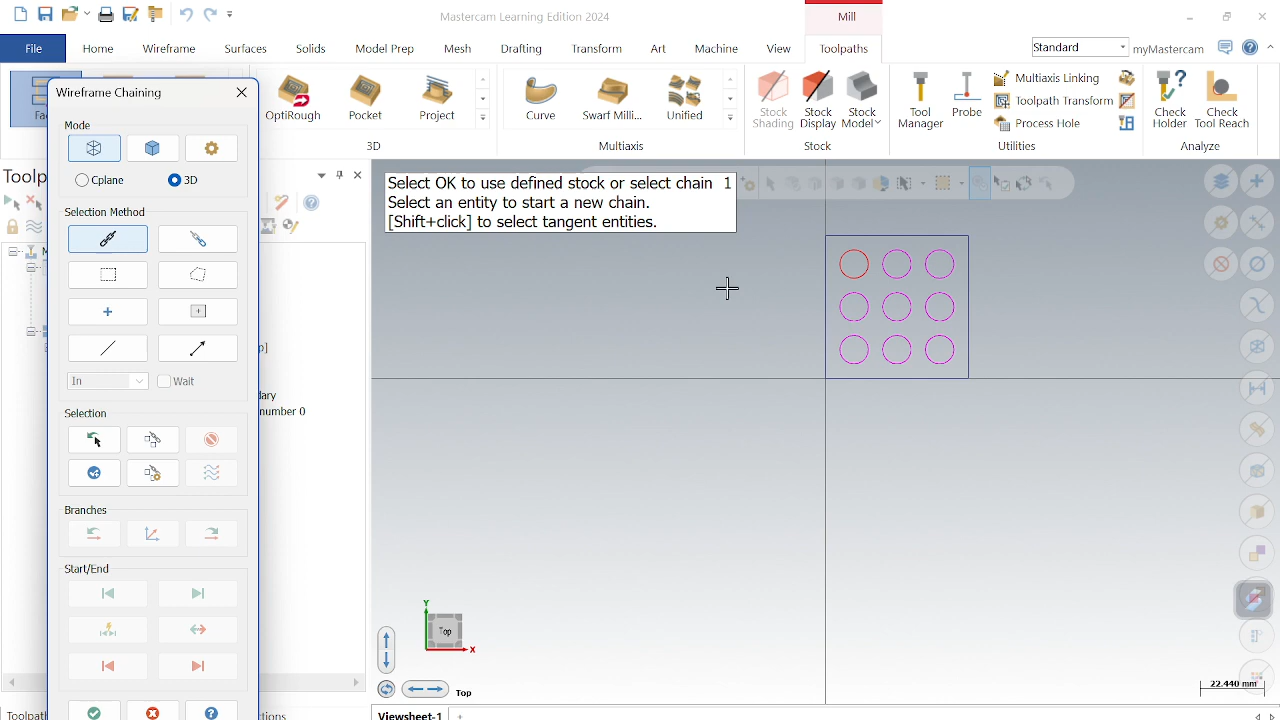 Mastercam Learning Edition 2024
Mill
File
Home
Wireframe
Surfaces
Solids
Model Prep
Mesh
Drafting
Transform
Art
Machine
View
Toolpaths
Standard
myMastercam
OptiRough
Pocket
Project
3D
Curve
Swarf Milli...
Unified
Multiaxis
Stock
Shading
Stock
Display
Stock
Model
Stock
Tool
Manager
Probe
Multiaxis Linking
Toolpath Transform
Process Hole
Utilities
Check
Holder
Check
Tool Reach
Analyze
Wireframe Chaining
Mode
Cplane
3D
Selection Method
In
Wait
Selection
Branches
Start/End
Toolp
p]
dary
number 0
Select OK to use defined stock or select chain 1
Select an entity to start a new chain.
[Shift+click] to select tangent entities.
Y
Top
X
Top
22.440 mm
Toolpath
tions
Viewsheet-1
+